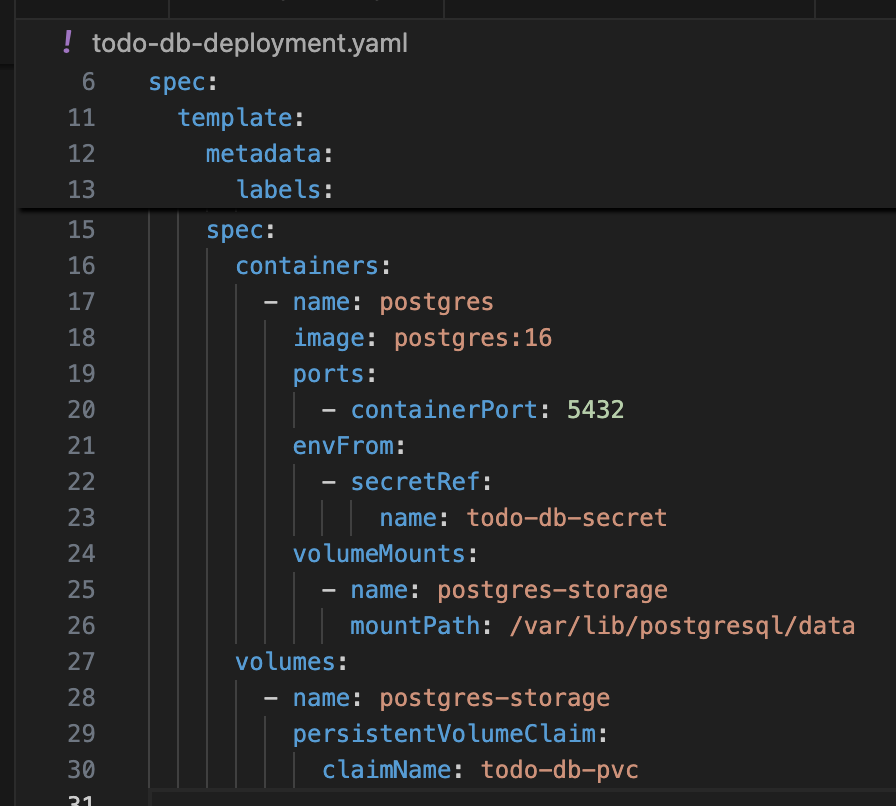 ! todo-db-deployment.yaml
6 spec:
11 template:
12 metadata:
13 labels:
15 spec:
16 containers:
17 - name: postgres
18 image: postgres:16
19 ports:
20 - containerPort: 5432
21 envFrom:
22 - secretRef:
23 name: todo-db-secret
24 volumeMounts:
25 - name: postgres-storage
26 mountPath: /var/lib/postgresql/data
27 volumes:
28 - name: postgres-storage
29 persistentVolumeClaim:
30 claimName: todo-db-pvc
31